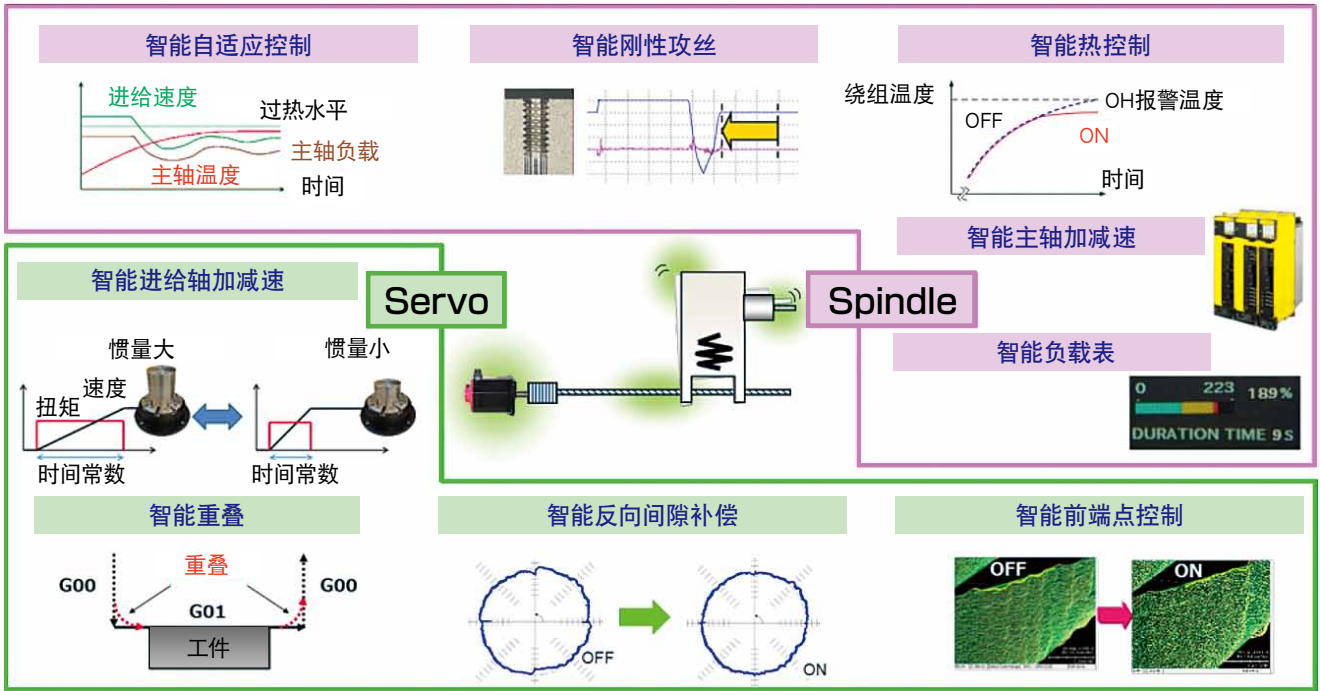 智能自适应控制
进给速度
过热水平
主轴负载
主轴温度
时间
智能刚性攻丝
智能热控制
绕组温度
OH报警温度
OFF
ON
时间
智能主轴加减速
Spindle
智能负载表
0 223 189%
DURATION TIME 9S
Servo
智能进给轴加减速
惯量大
惯量小
速度
扭矩
时间常数
时间常数
智能重叠
重叠
G00
G00
G01
工件
智能反向间隙补偿
OFF
ON
智能前端点控制
OFF
ON